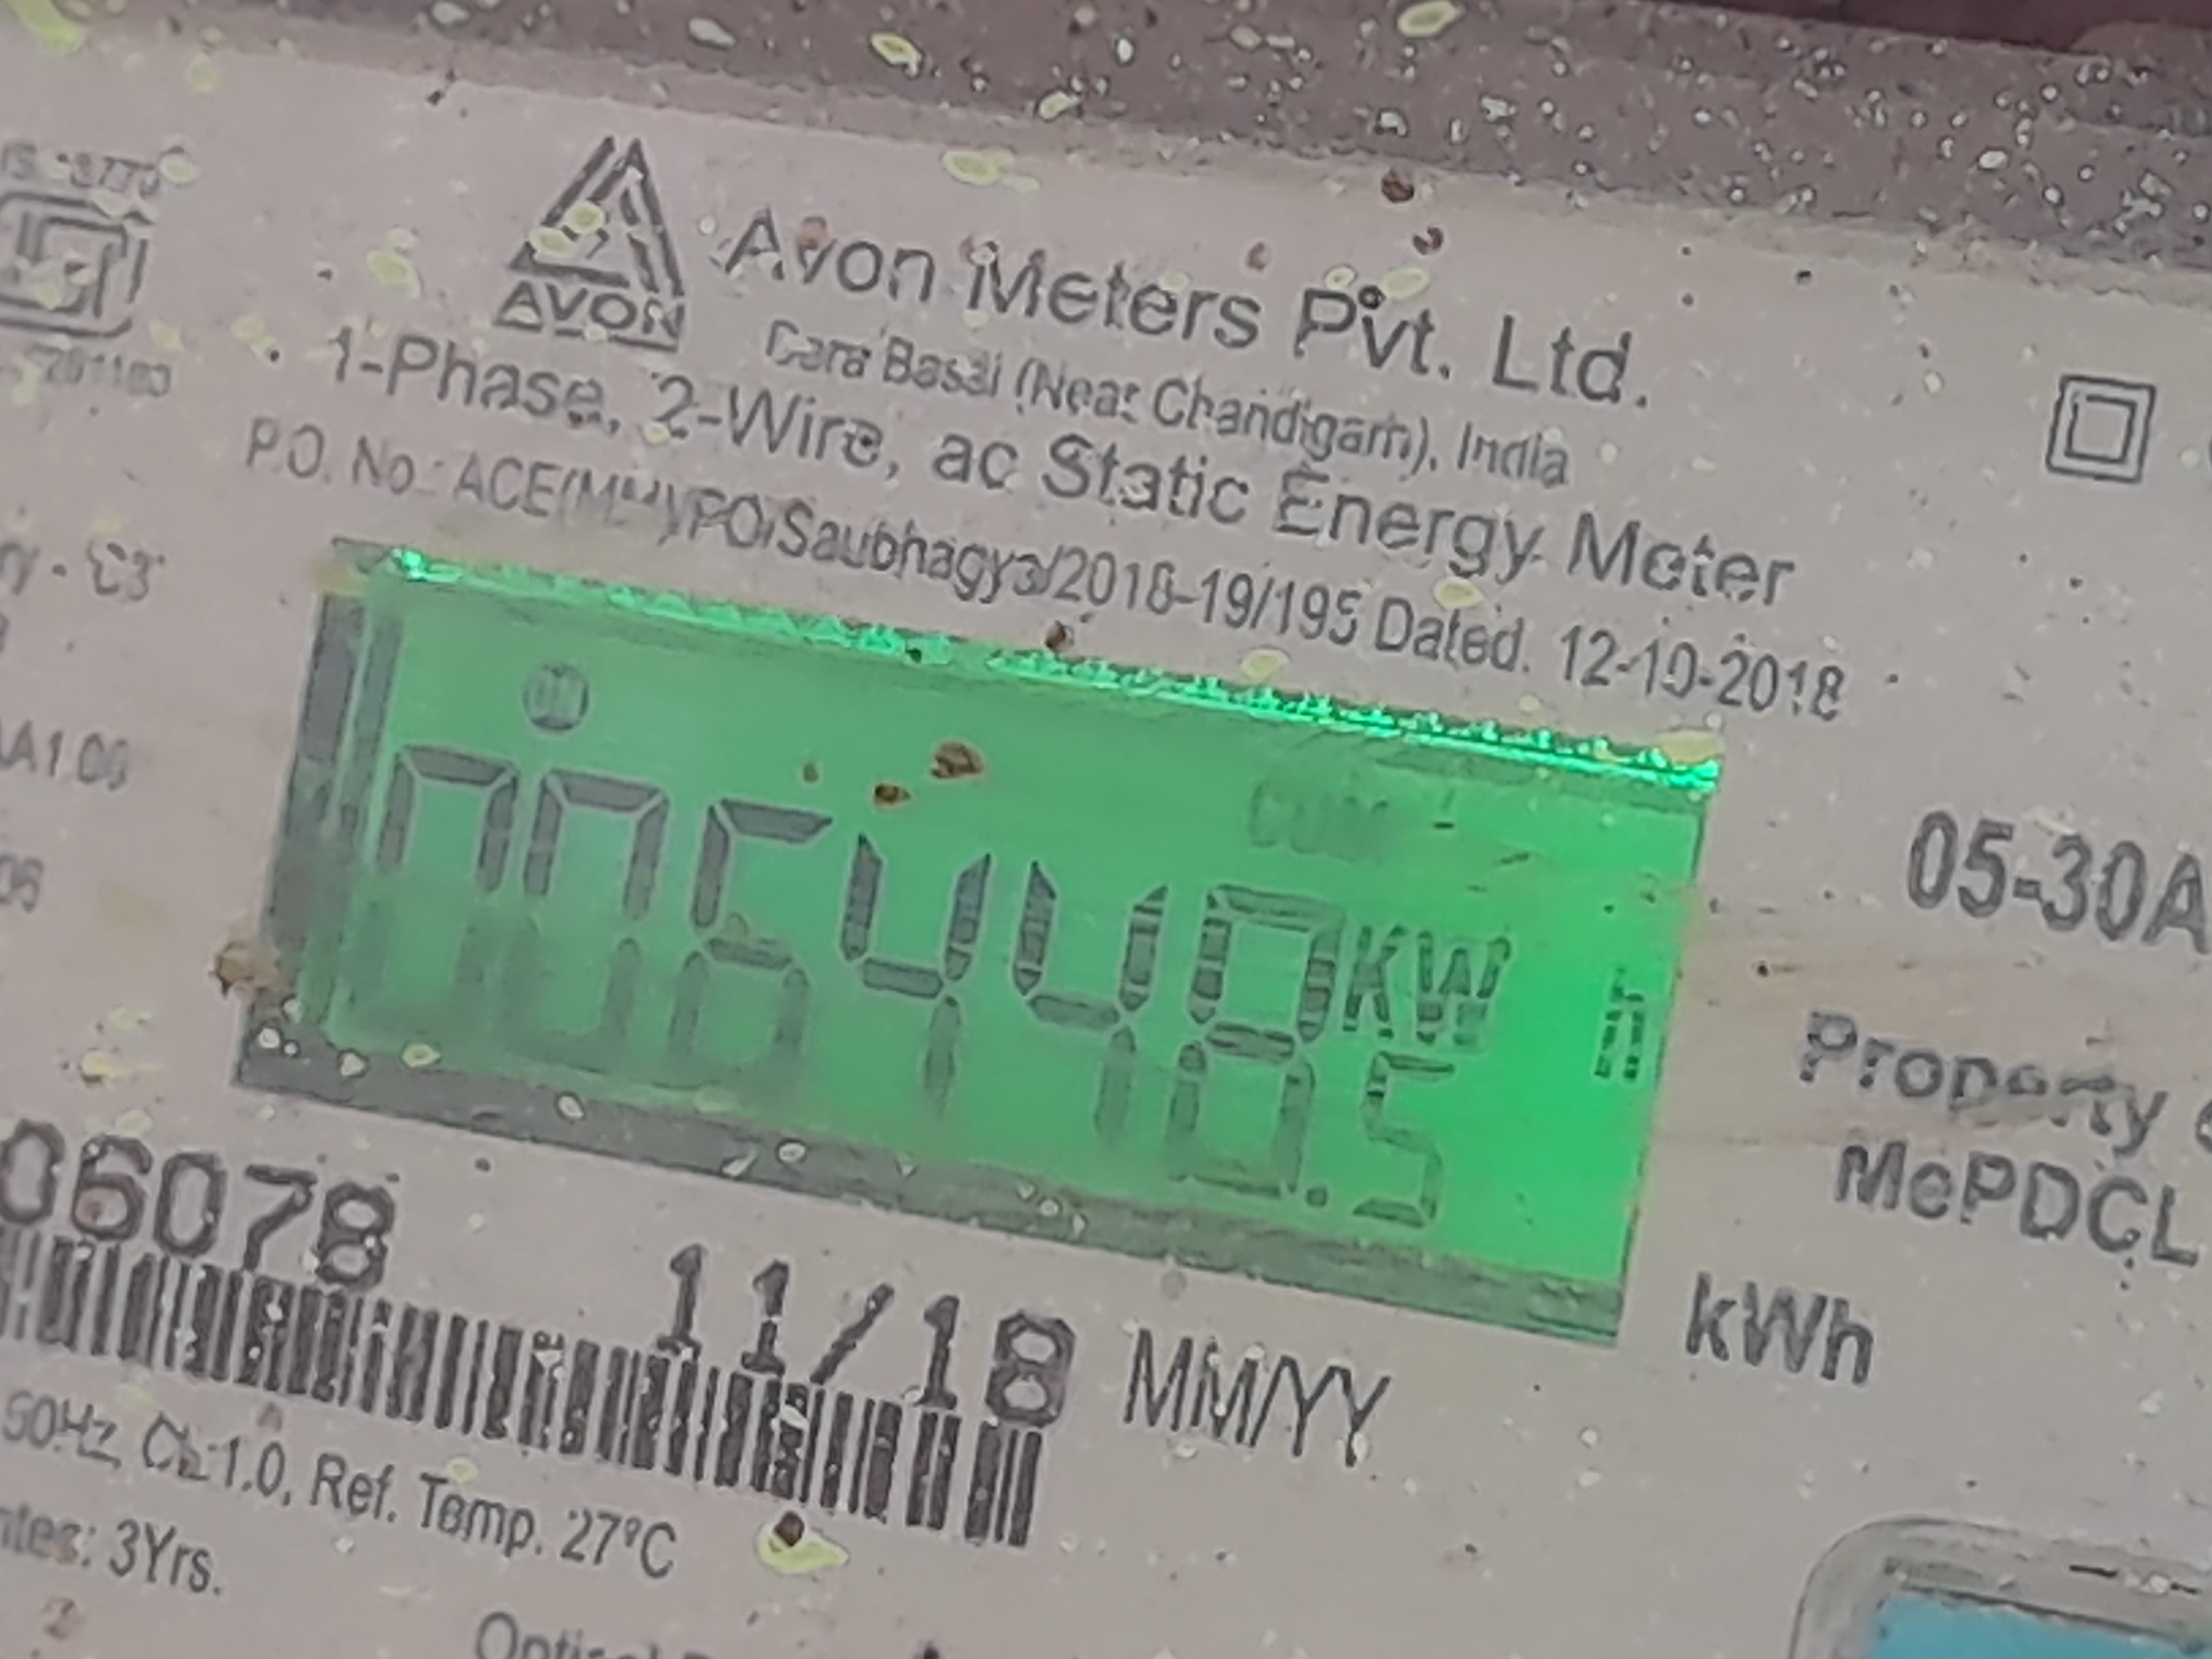 AVON
Avon Meters Pvt. Ltd.
(Near Chandigarh), India
1-Phase, 2-Wire, ac Static Energy Meter
P.O. No.: ACE(MM)/PO/Saubhagya/2018-19/195 Dated. 12-10-2018
CUM
006448.5
KW
h
05-30A
Property
MePDCL
kWh
06078
11/18 MM/YY
50Hz, Cl:1.0, Ref. Temp. 27°C
3Yrs.